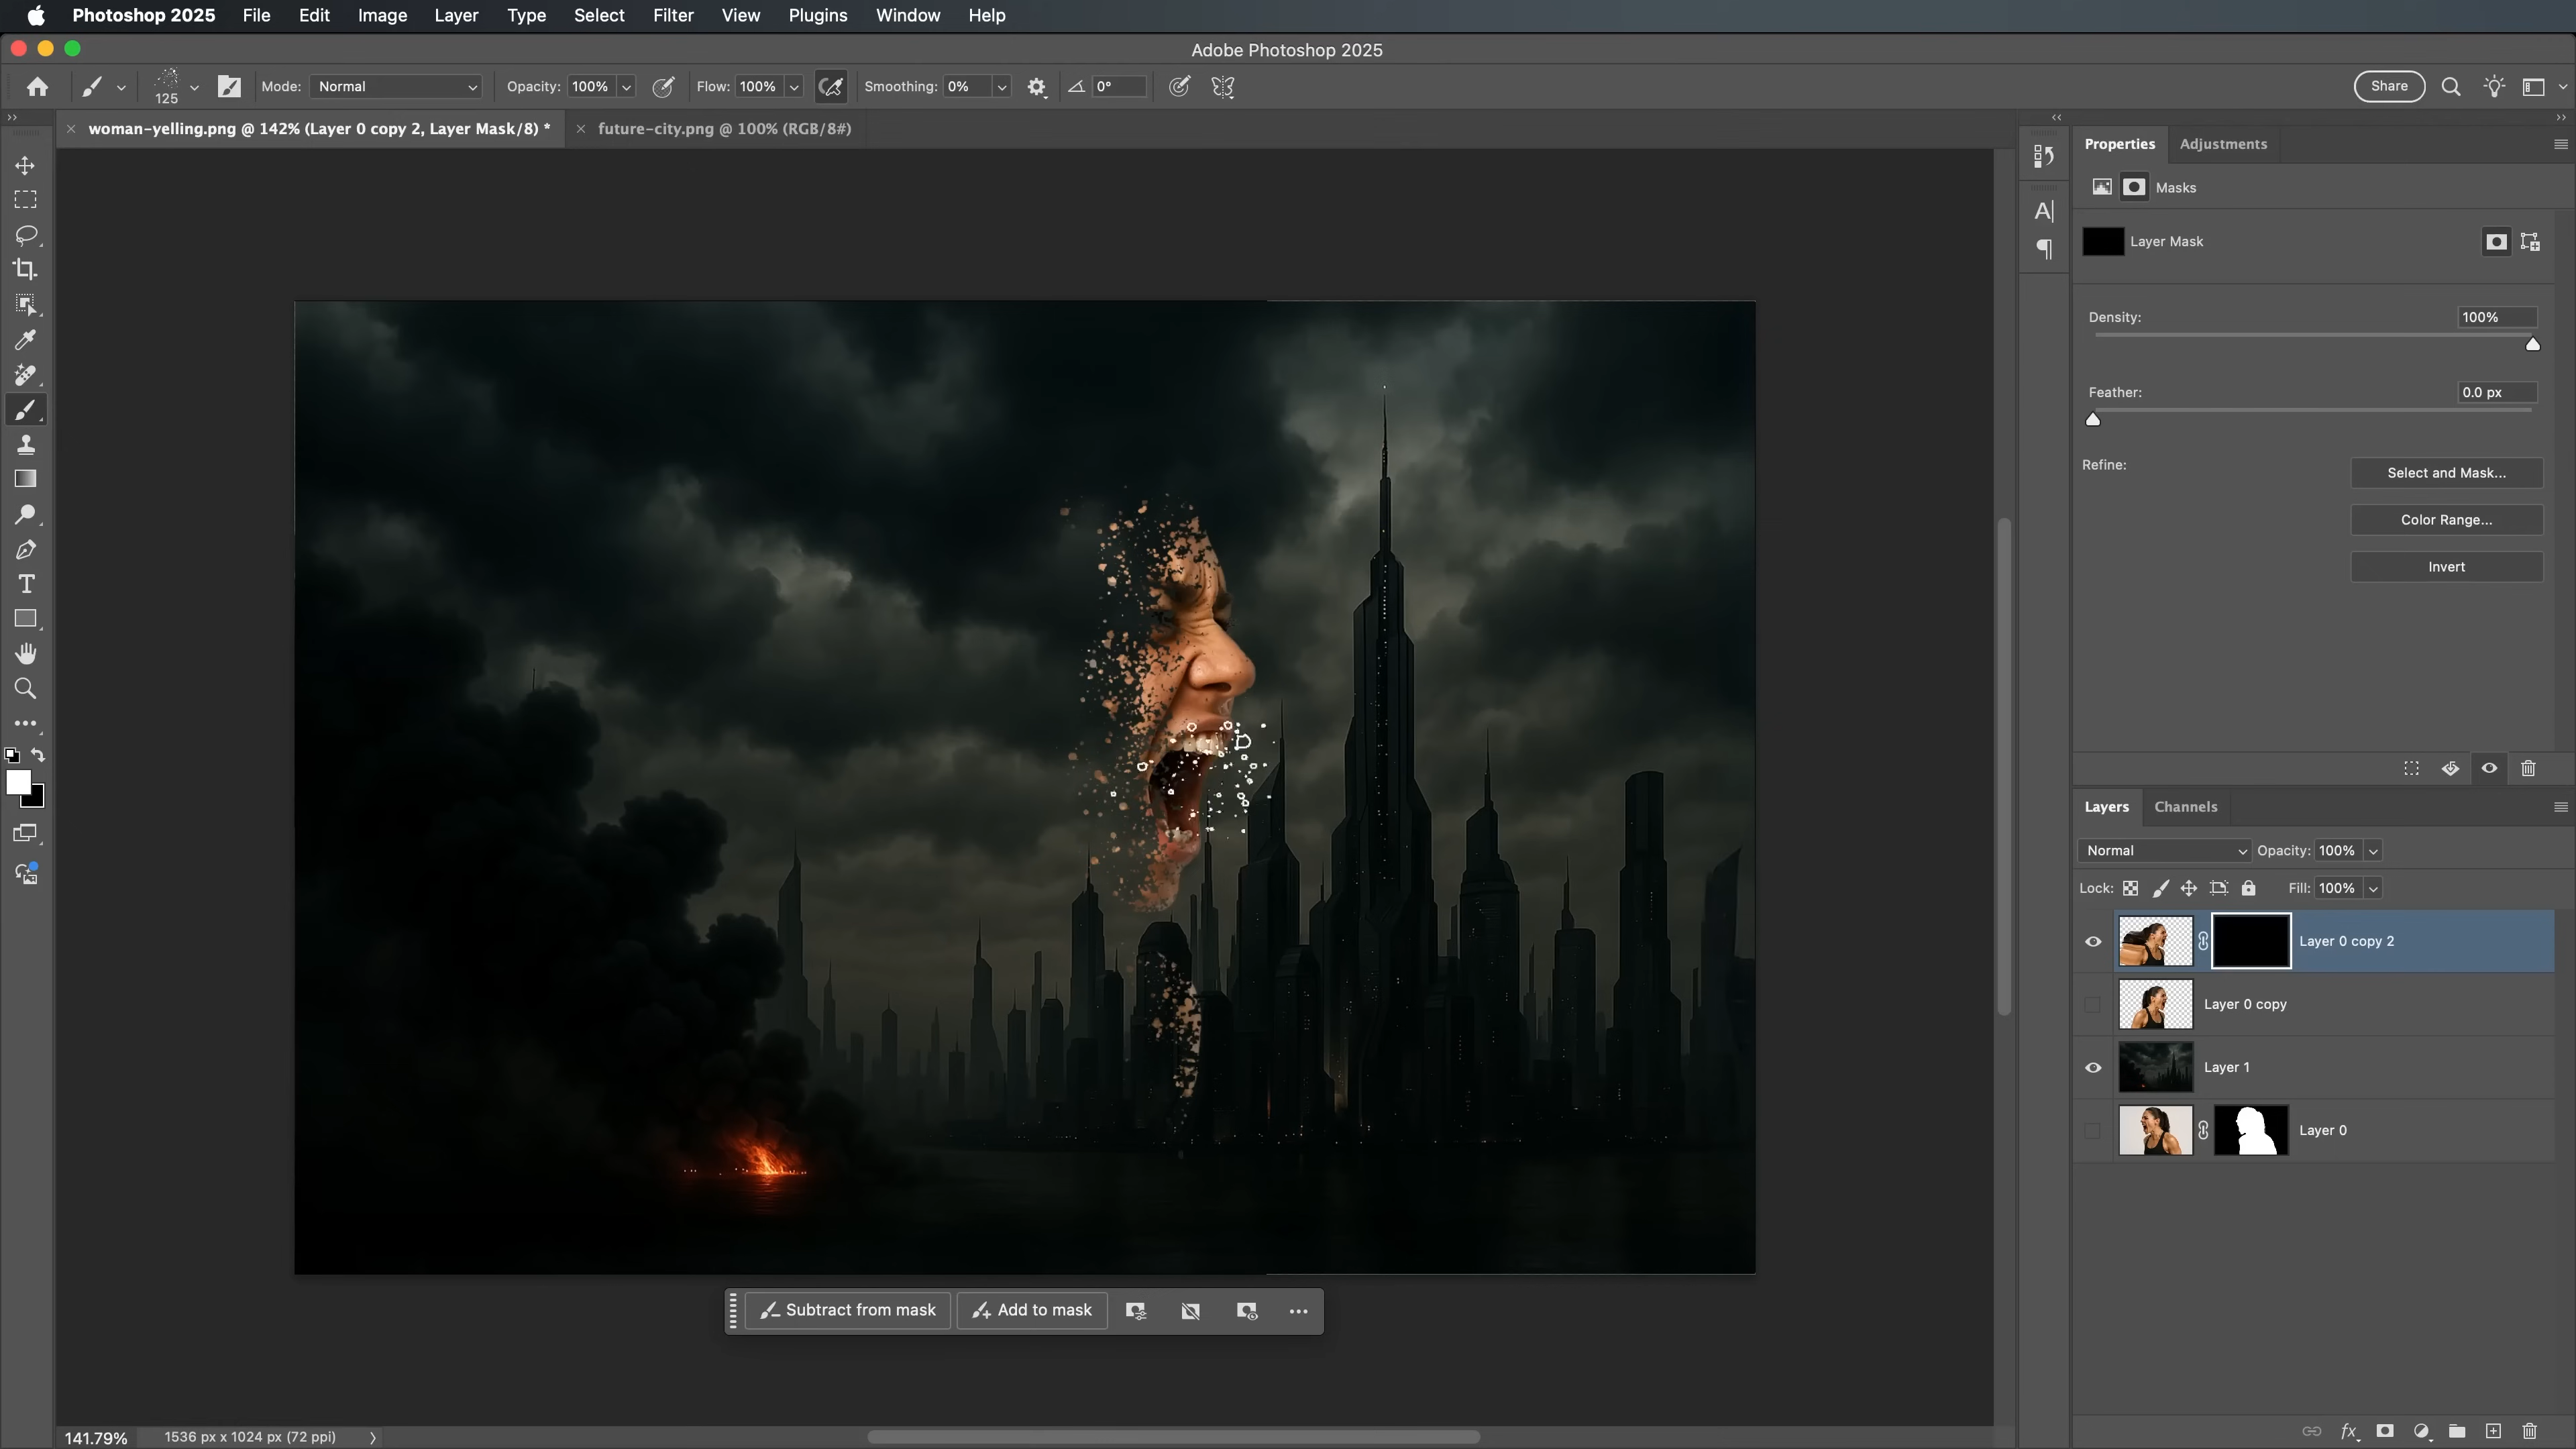 Photoshop 2025 File Edit Image Layer Type Select Filter View Plugins Window Help
Adobe Photoshop 2025
125 Mode: Normal Opacity: 100% Flow: 100% Smoothing: 0% 0° Share
woman-yelling.png @ 142% (Layer 0 copy 2, Layer Mask/8) * future-city.png @ 100% (RGB/8#)
Properties Adjustments
Masks
Layer Mask
Density: 100%
Feather: 0.0 px
Refine: Select and Mask...
Color Range...
Invert
Layers Channels
Normal Opacity: 100%
Lock: Fill: 100%
Layer 0 copy 2
Layer 0 copy
Layer 1
Layer 0
Subtract from mask Add to mask
141.79% 1536 px x 1024 px (72 ppi)